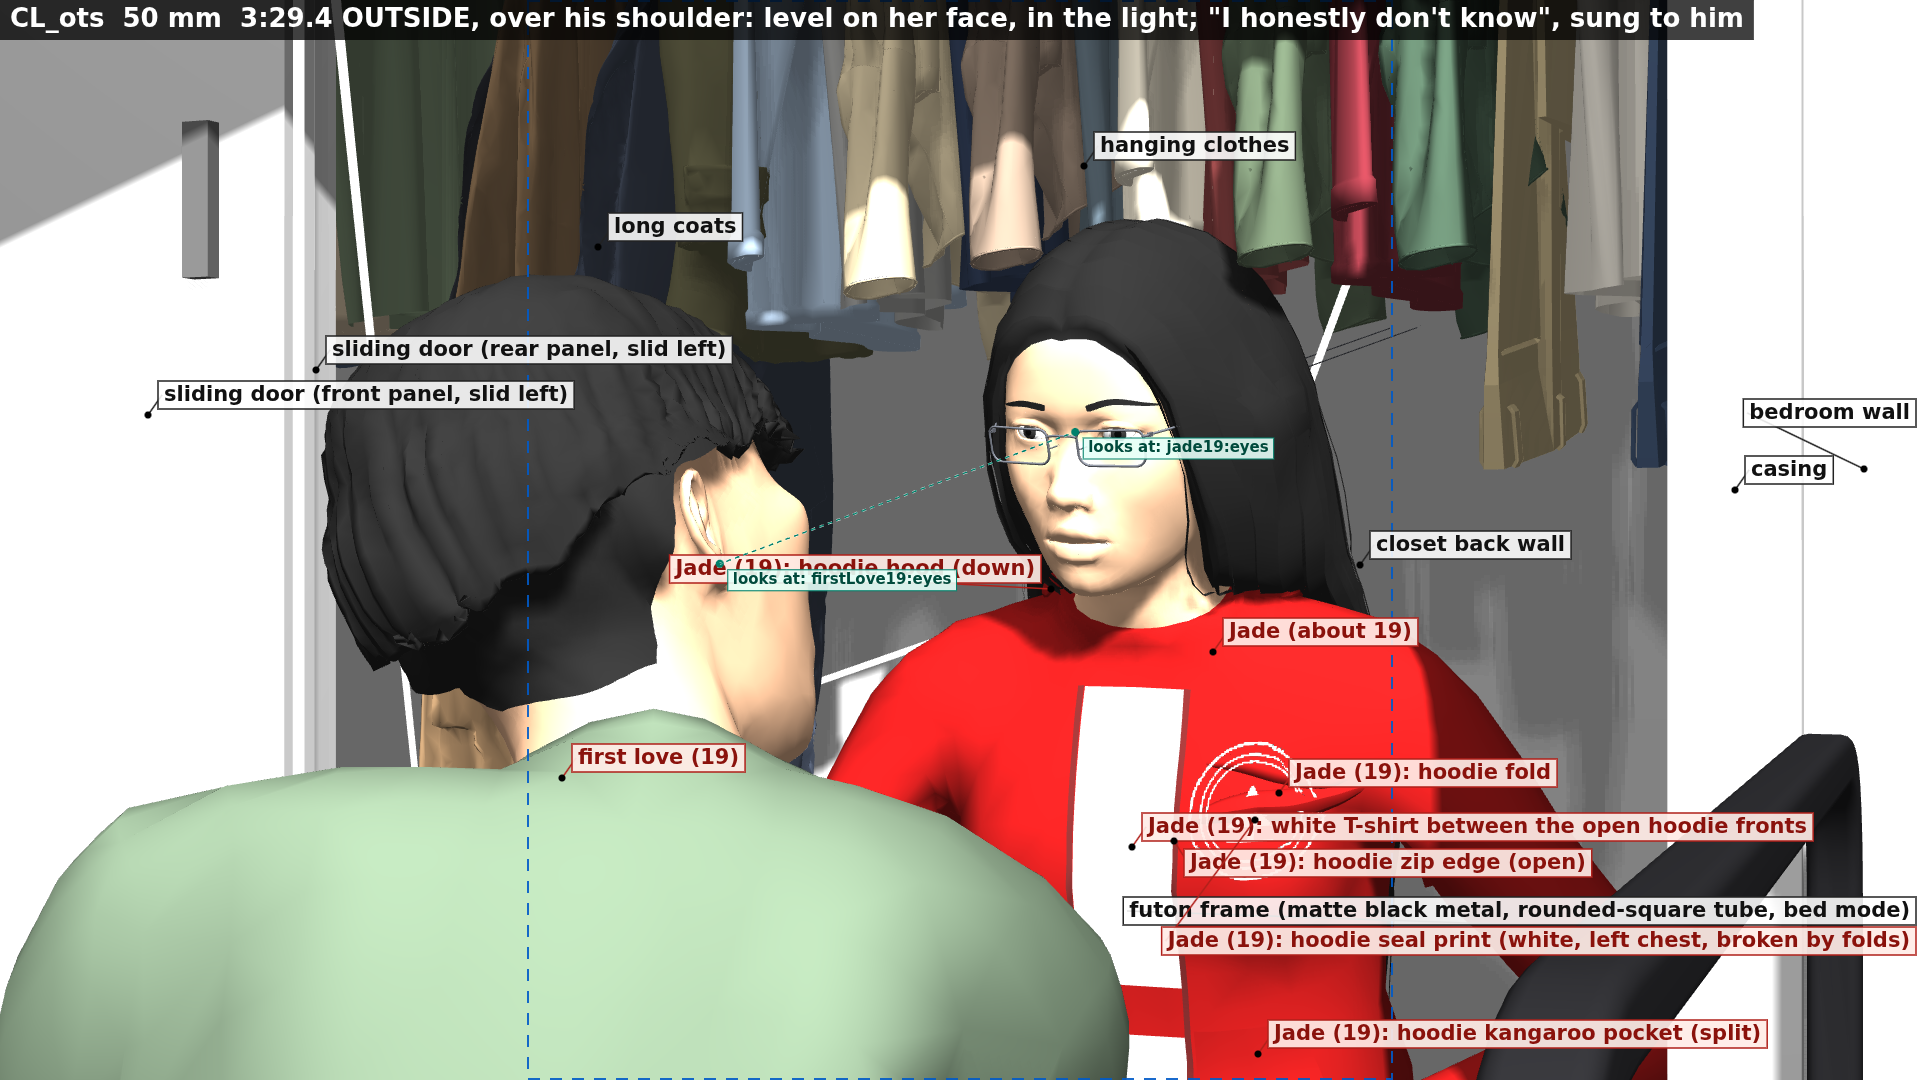 CL_ots  50 mm  3:29.4 OUTSIDE, over his shoulder: level on her face, in the light; "I honestly don't know", sung to him
hanging clothes
long coats
sliding door (rear panel, slid left)
sliding door (front panel, slid left)
bedroom wall
looks at: jade19:eyes
casing
closet back wall
Jade (19): hoodie hood (down)
looks at: firstLove19:eyes
Jade (about 19)
first love (19)
Jade (19): hoodie fold
Jade (19): white T-shirt between the open hoodie fronts
Jade (19): hoodie zip edge (open)
futon frame (matte black metal, rounded-square tube, bed mode)
Jade (19): hoodie seal print (white, left chest, broken by folds)
Jade (19): hoodie kangaroo pocket (split)